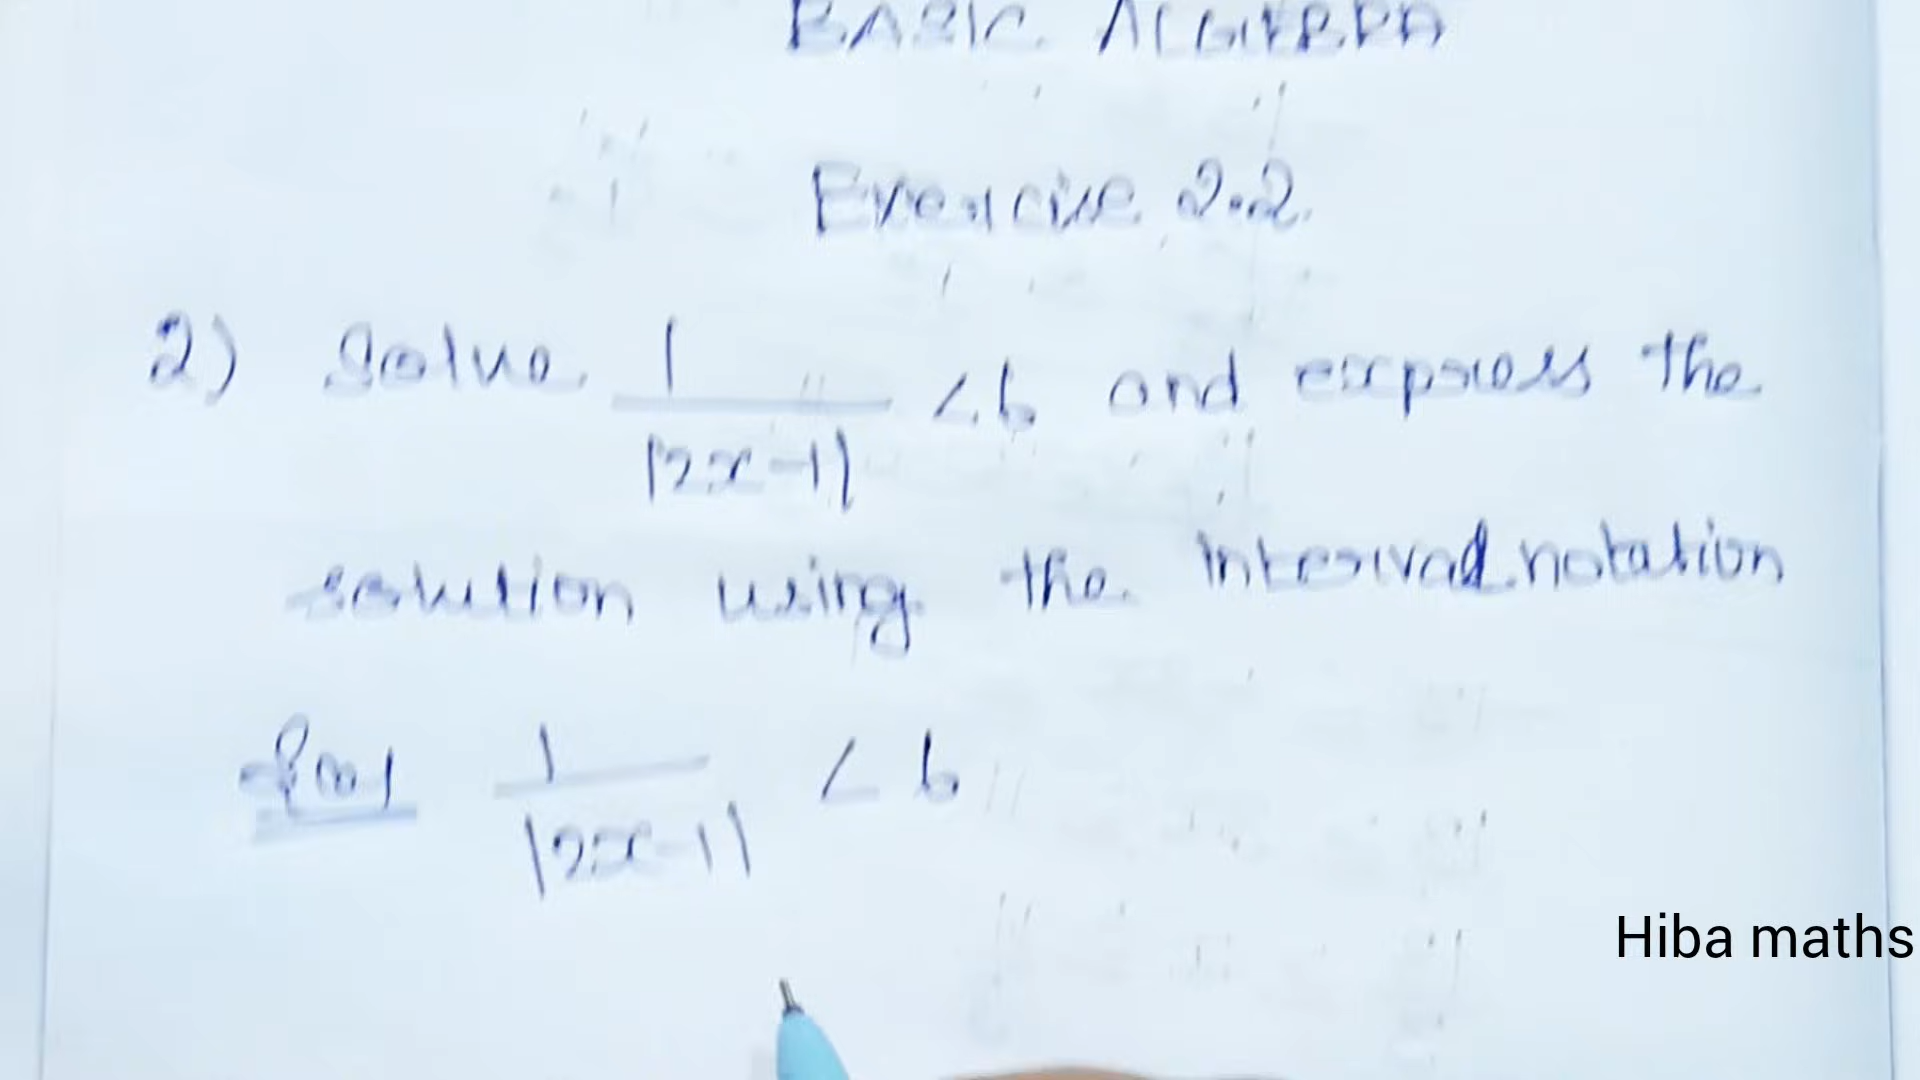 BASIC ALGEBRA
Exercise 2.2
2) Solve 1/|2x-1| < 6 and express the
solution using the interval notation
Sol 1/|2x-1| < 6
Hiba maths